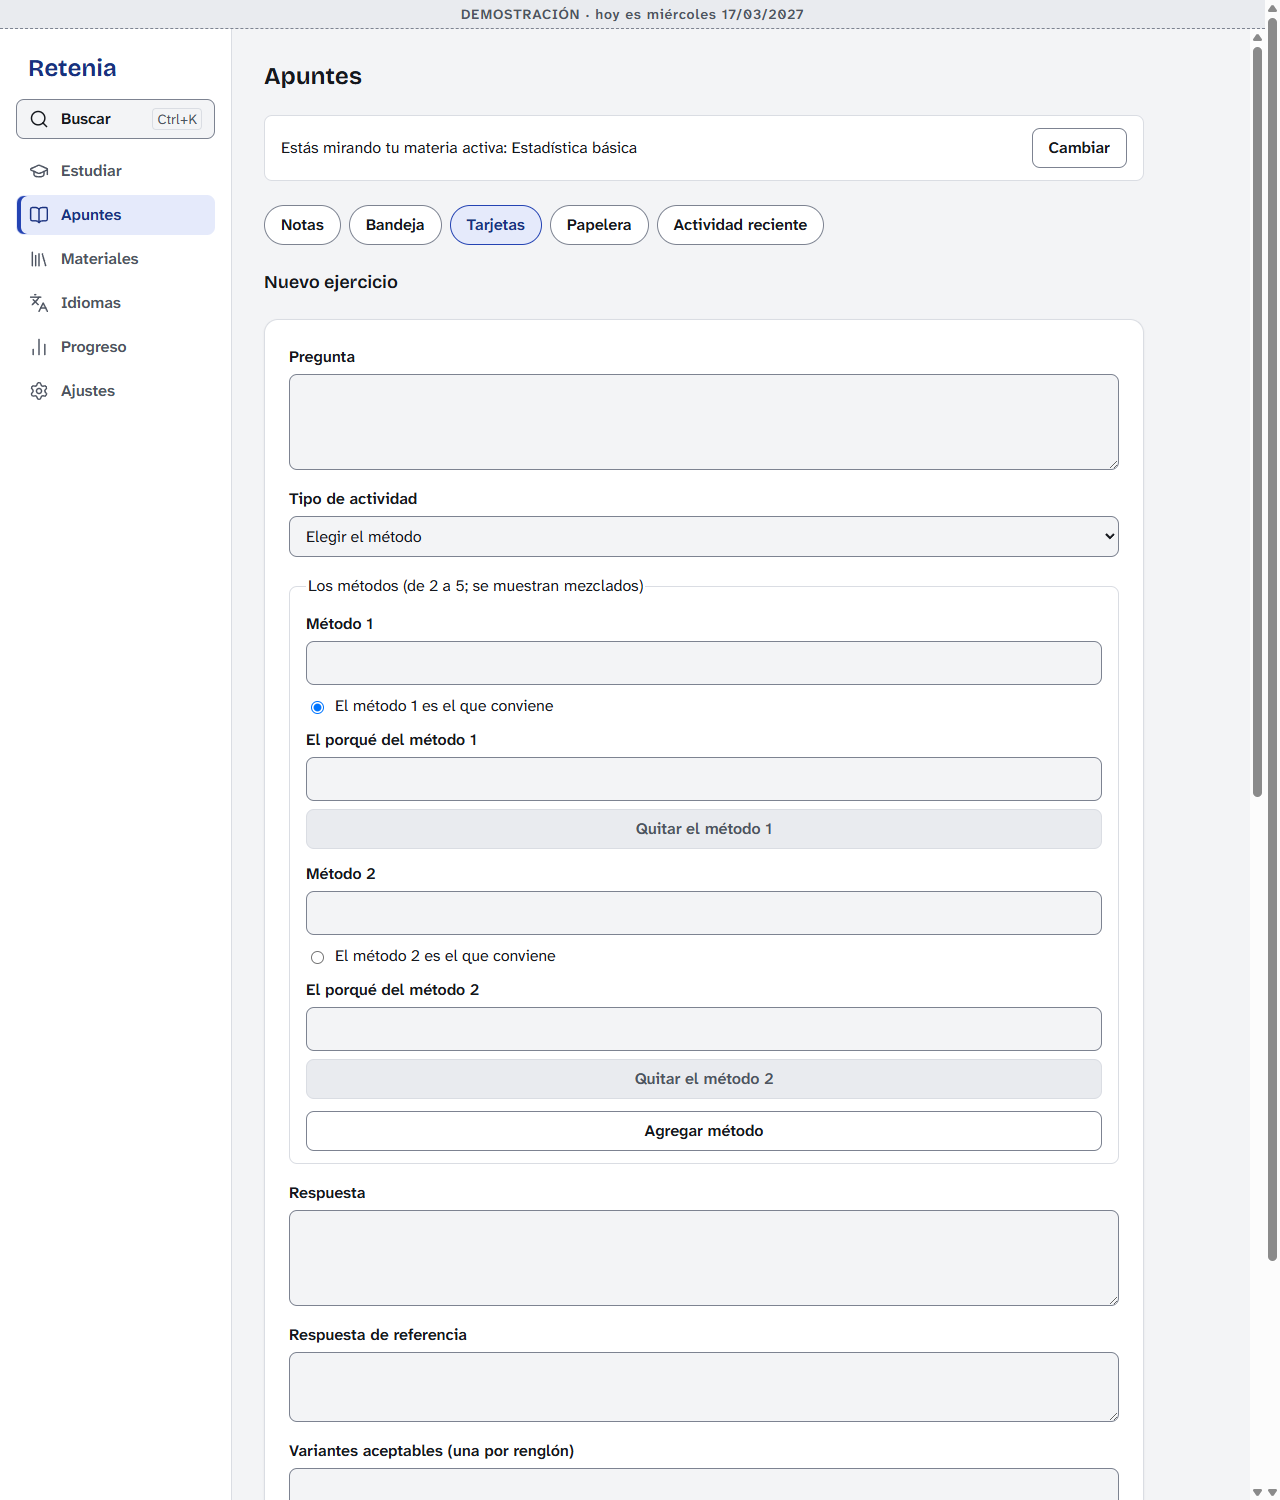 DEMOSTRACIÓN · hoy es miércoles 17/03/2027
Retenia
Buscar Ctrl+K
Estudiar
Apuntes
Materiales
Idiomas
Progreso
Ajustes
Apuntes
Estás mirando tu materia activa: Estadística básica
Cambiar
Notas Bandeja Tarjetas Papelera Actividad reciente
Nuevo ejercicio
Pregunta
Tipo de actividad
Elegir el método
Los métodos (de 2 a 5; se muestran mezclados)
Método 1
El método 1 es el que conviene
El porqué del método 1
Quitar el método 1
Método 2
El método 2 es el que conviene
El porqué del método 2
Quitar el método 2
Agregar método
Respuesta
Respuesta de referencia
Variantes aceptables (una por renglón)